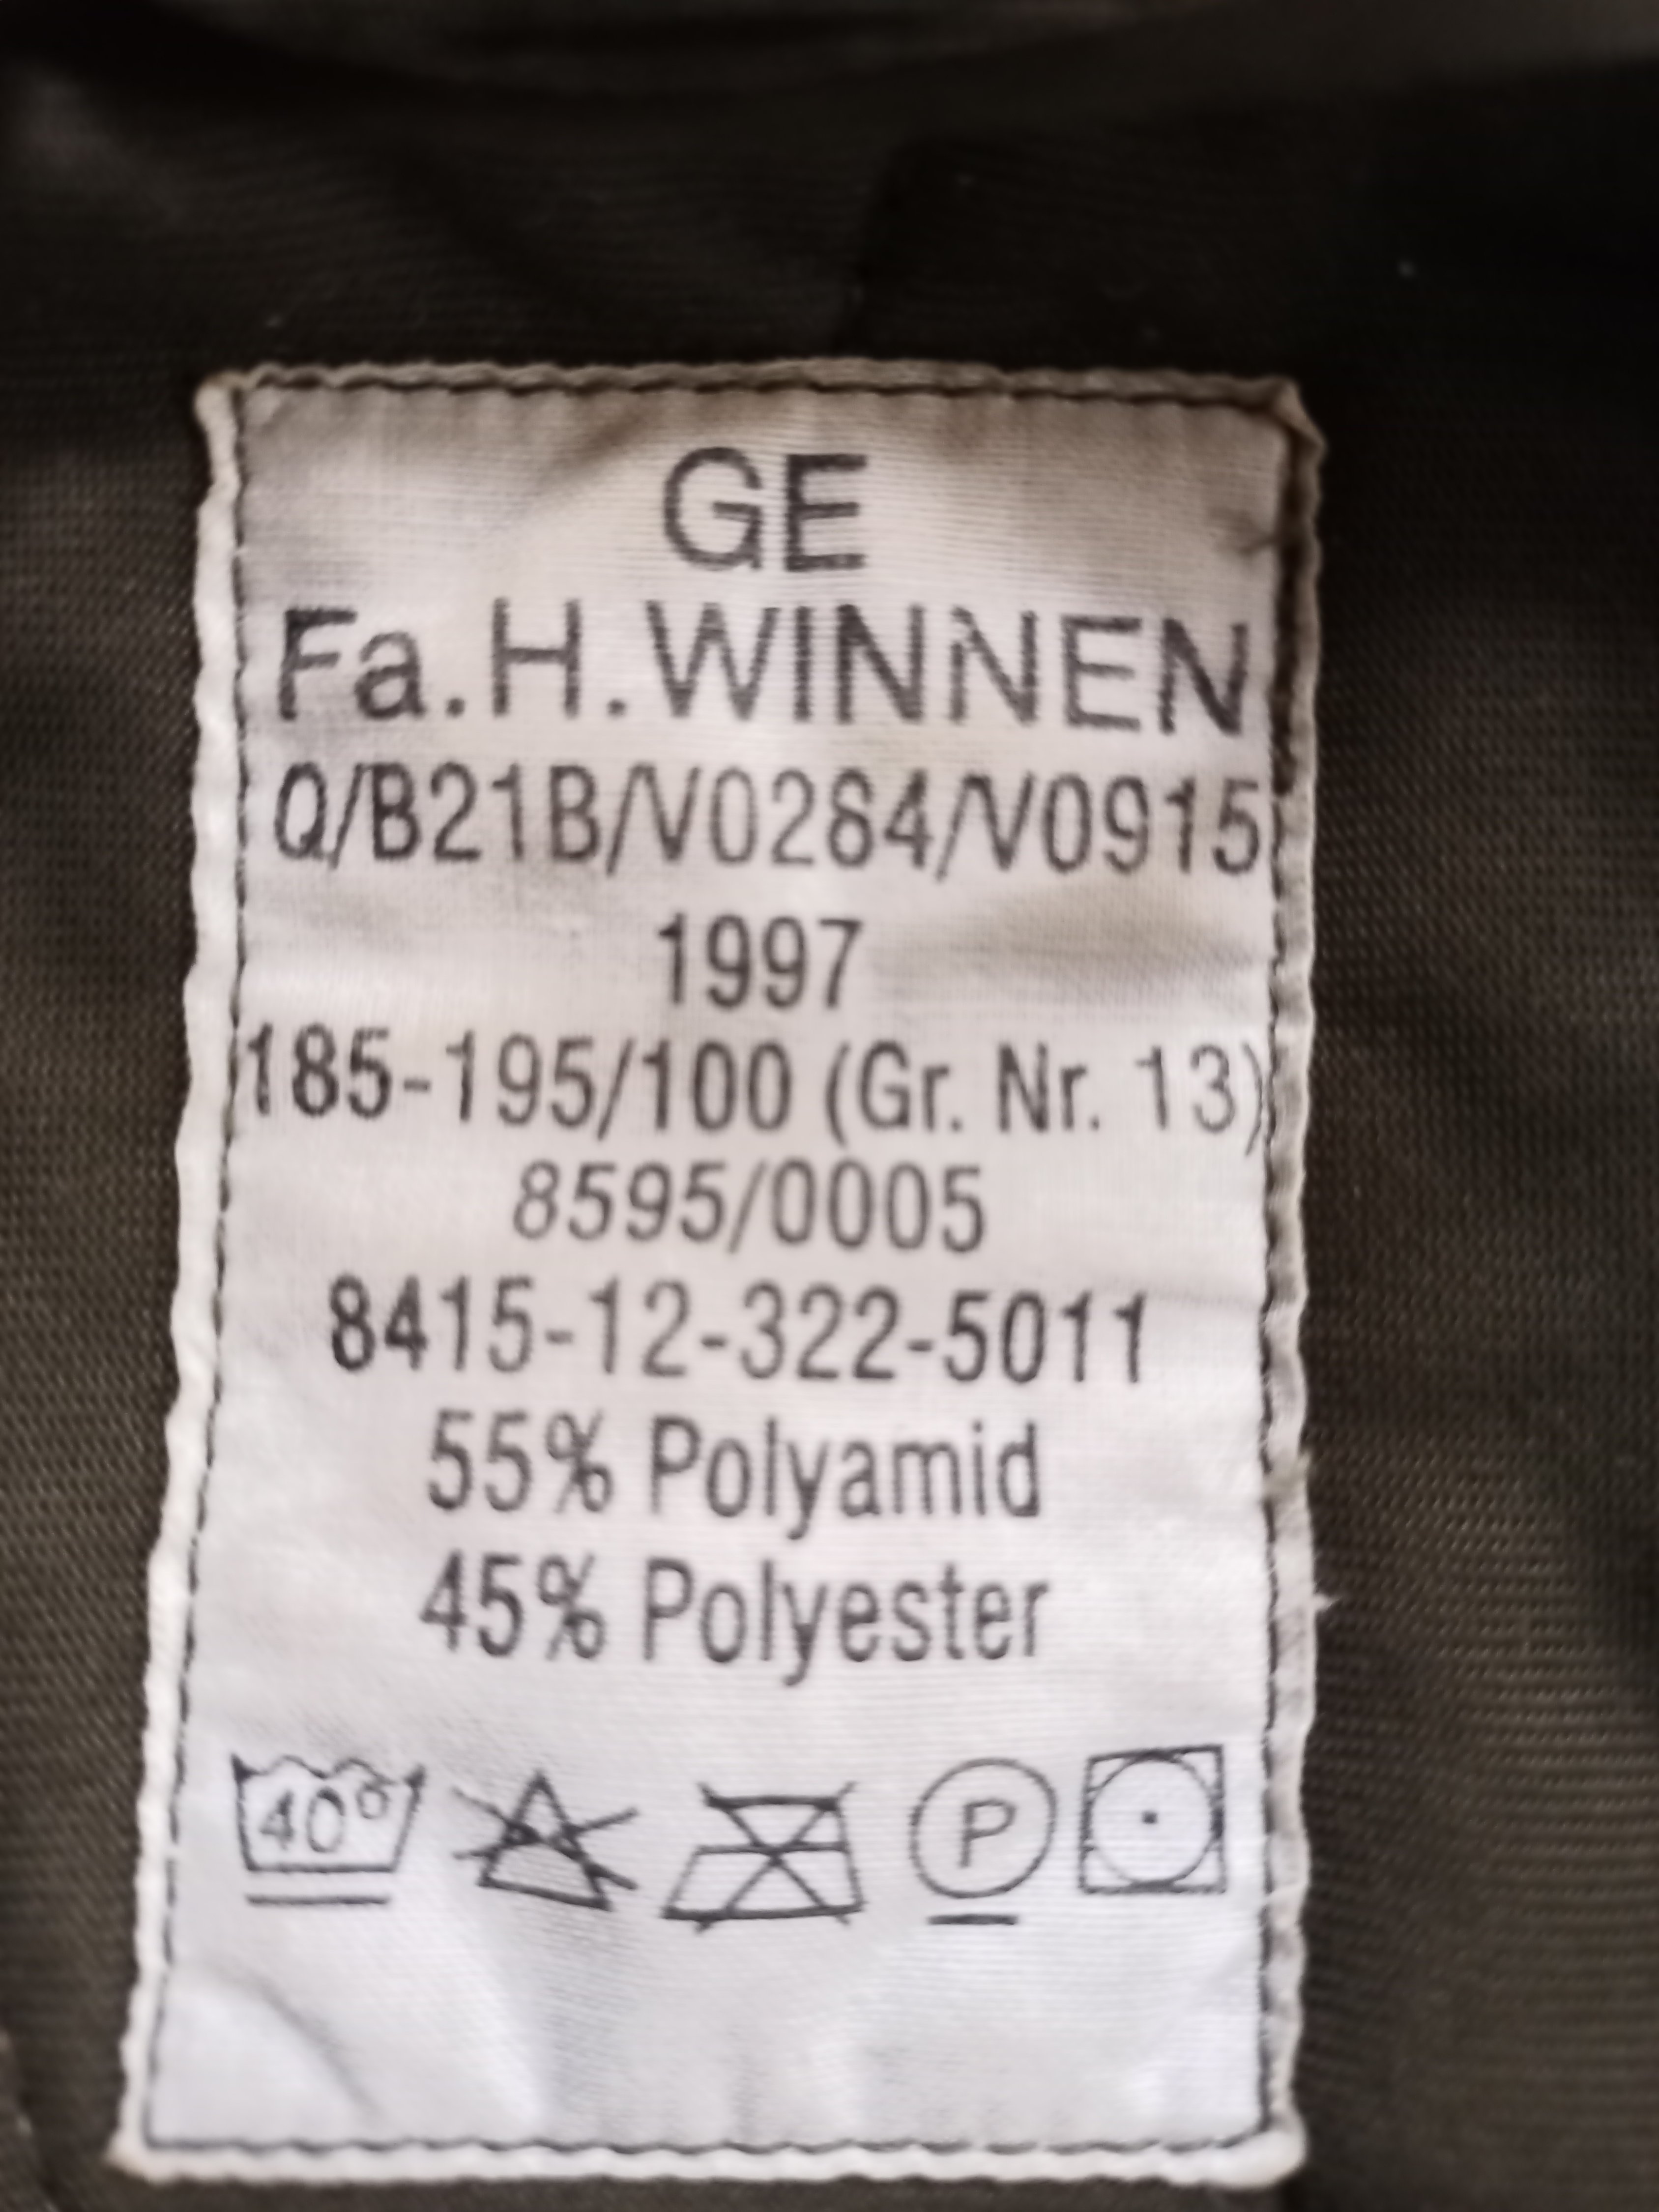 GE
Fa.H.WINNEN
Q/B21B/V0284/V0915
1997
185-195/100 (Gr. Nr. 13)
8595/0005
8415-12-322-5011
55% Polyamid
45% Polyester
40° P